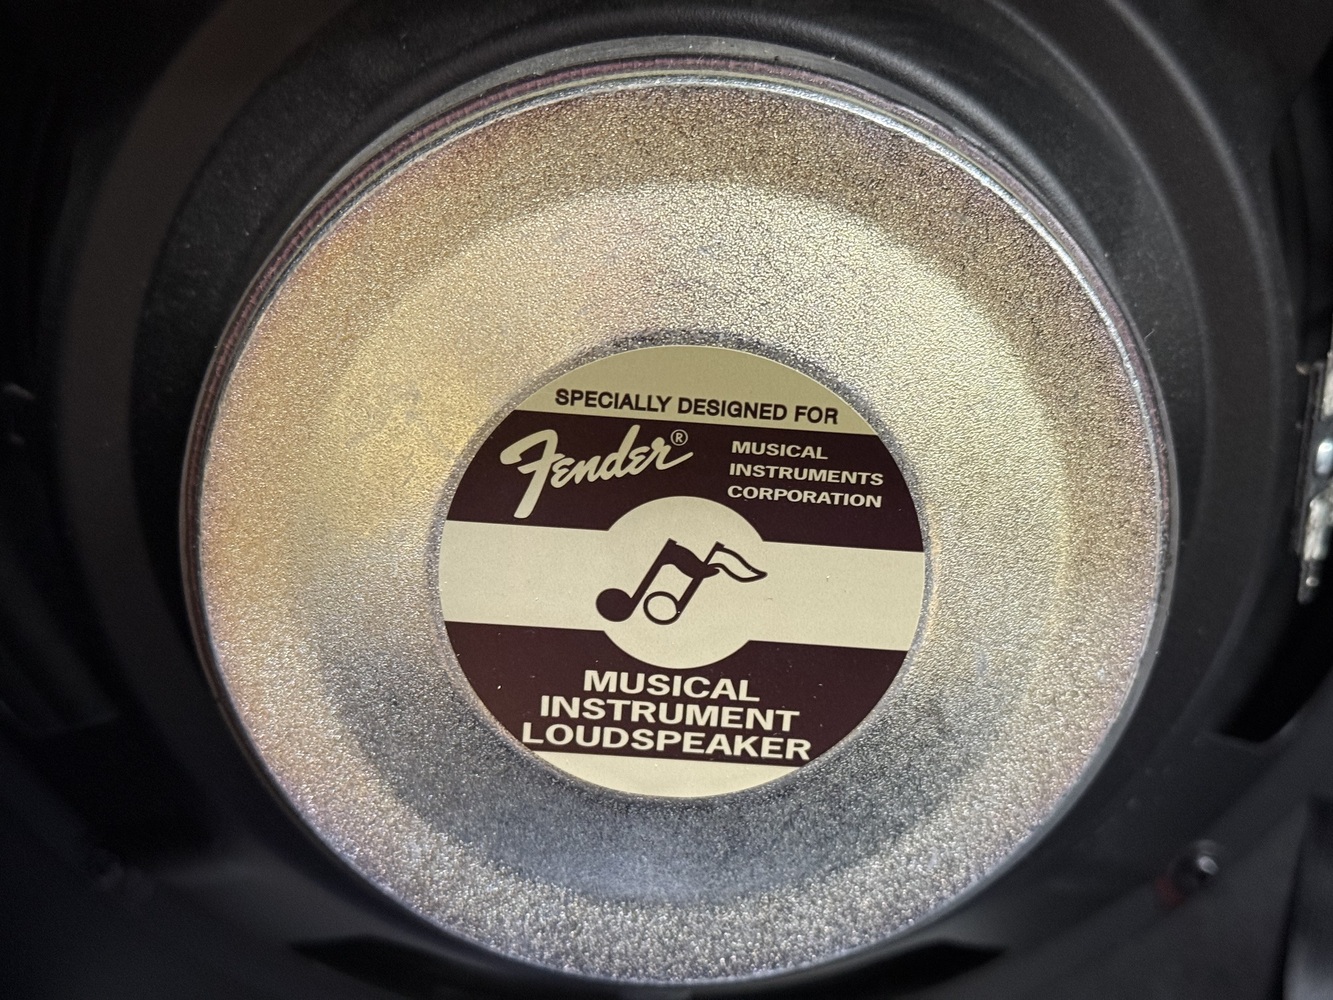 SPECIALLY DESIGNED FOR
Fender®
MUSICAL
INSTRUMENTS
CORPORATION
MUSICAL
INSTRUMENT
LOUDSPEAKER